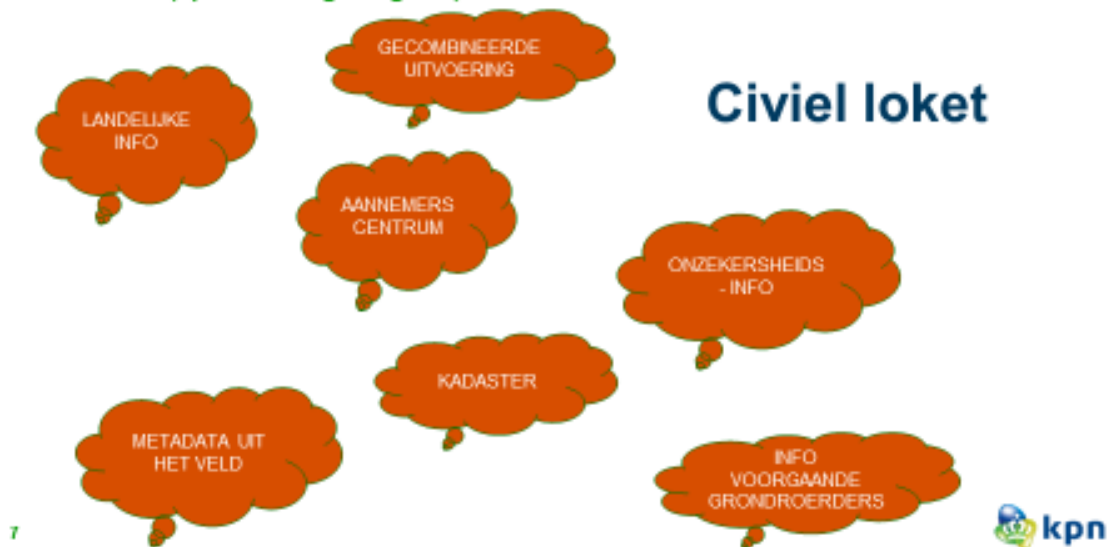 GECOMBINEERDE
UITVOERING
Civiel loket
LANDELIJKE
INFO
AANNEMERS
CENTRUM
ONZEKERSHEIDS
- INFO
KADASTER
METADATA UIT
HET VELD
INFO
VOORGAANDE
GRONDROERDERS
7
kpn